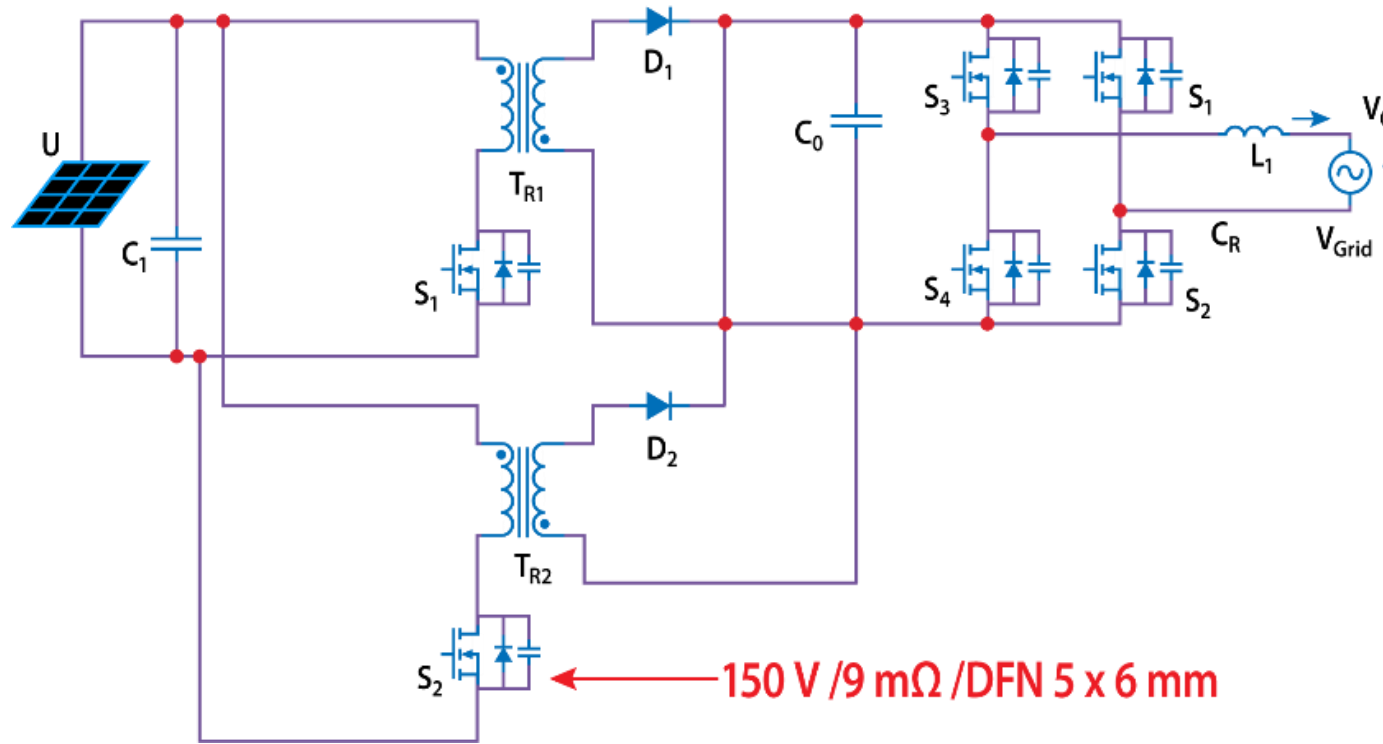 U
C1
TR1
S1
D1
C0
S3
S1
L1
CR
VGrid
S4
S2
D2
TR2
S2
150 V /9 mΩ /DFN 5 x 6 mm